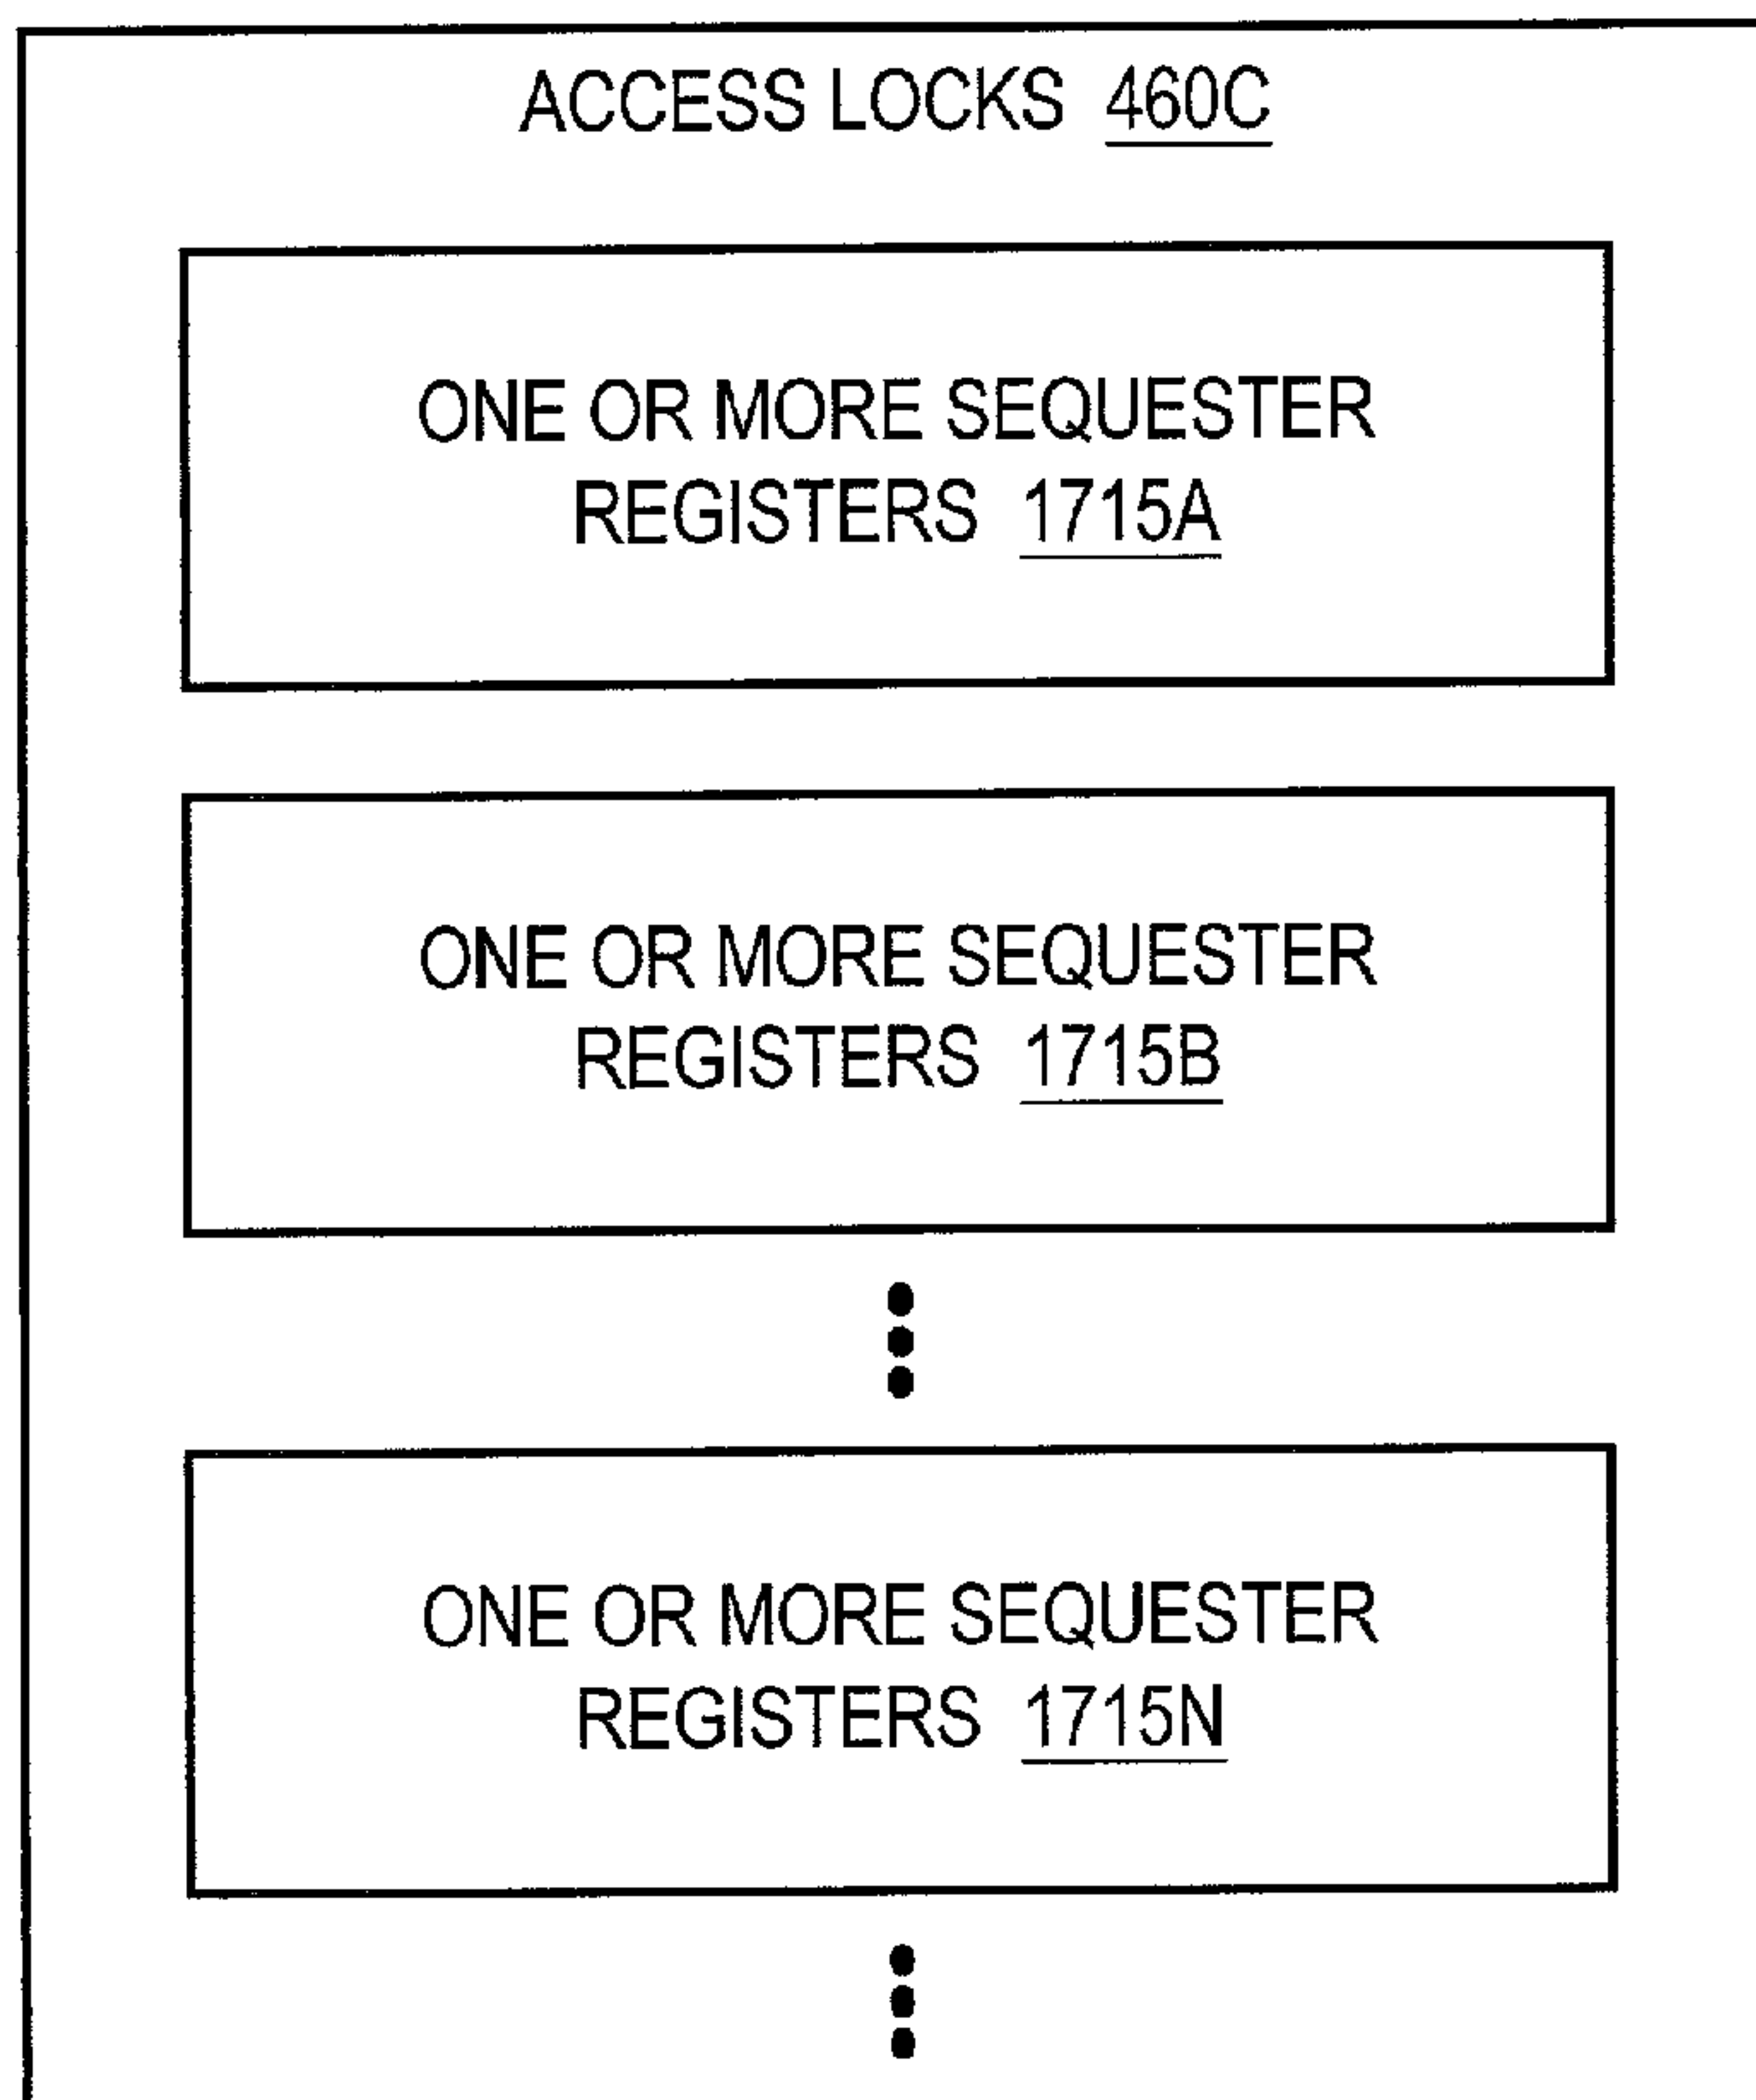 ACCESS LOCKS 460C
ONE OR MORE SEQUESTER
REGISTERS 1715A
ONE OR MORE SEQUESTER
REGISTERS 1715B
ONE OR MORE SEQUESTER
REGISTERS 1715N